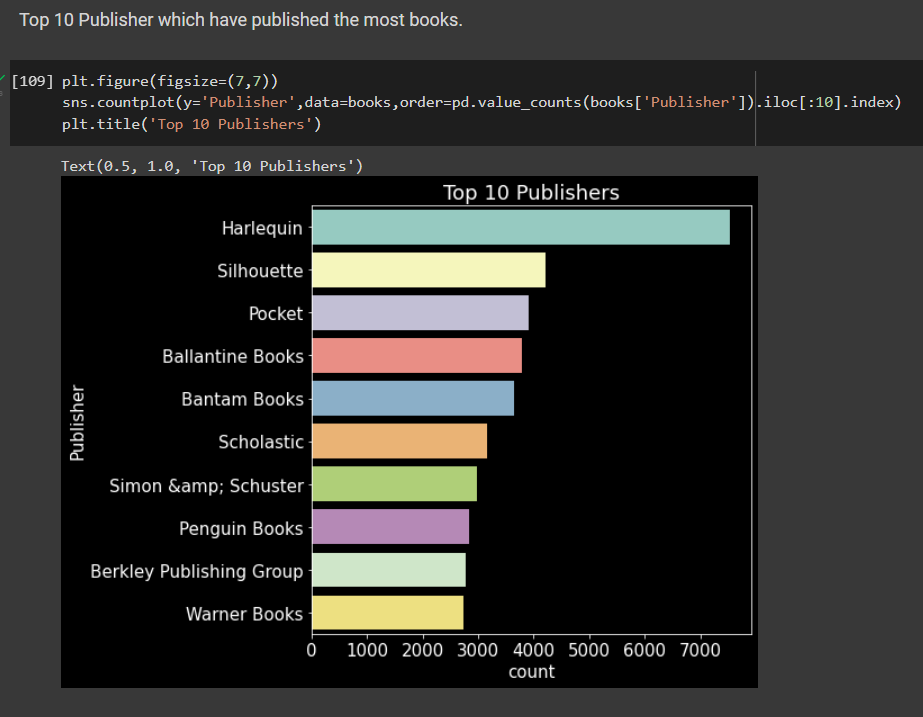 Top 10 Publisher which have published the most books.
[109] plt.figure(figsize=(7,7))
sns.countplot(y='Publisher',data=books,order=pd.value_counts(books['Publisher']).iloc[:10].index)
plt.title('Top 10 Publishers')
Text(0.5, 1.0, 'Top 10 Publishers')
Top 10 Publishers
Harlequin
Silhouette
Pocket
Ballantine Books
Bantam Books
Scholastic
Simon &amp; Schuster
Penguin Books
Berkley Publishing Group
Warner Books
Publisher
0 1000 2000 3000 4000 5000 6000 7000
count